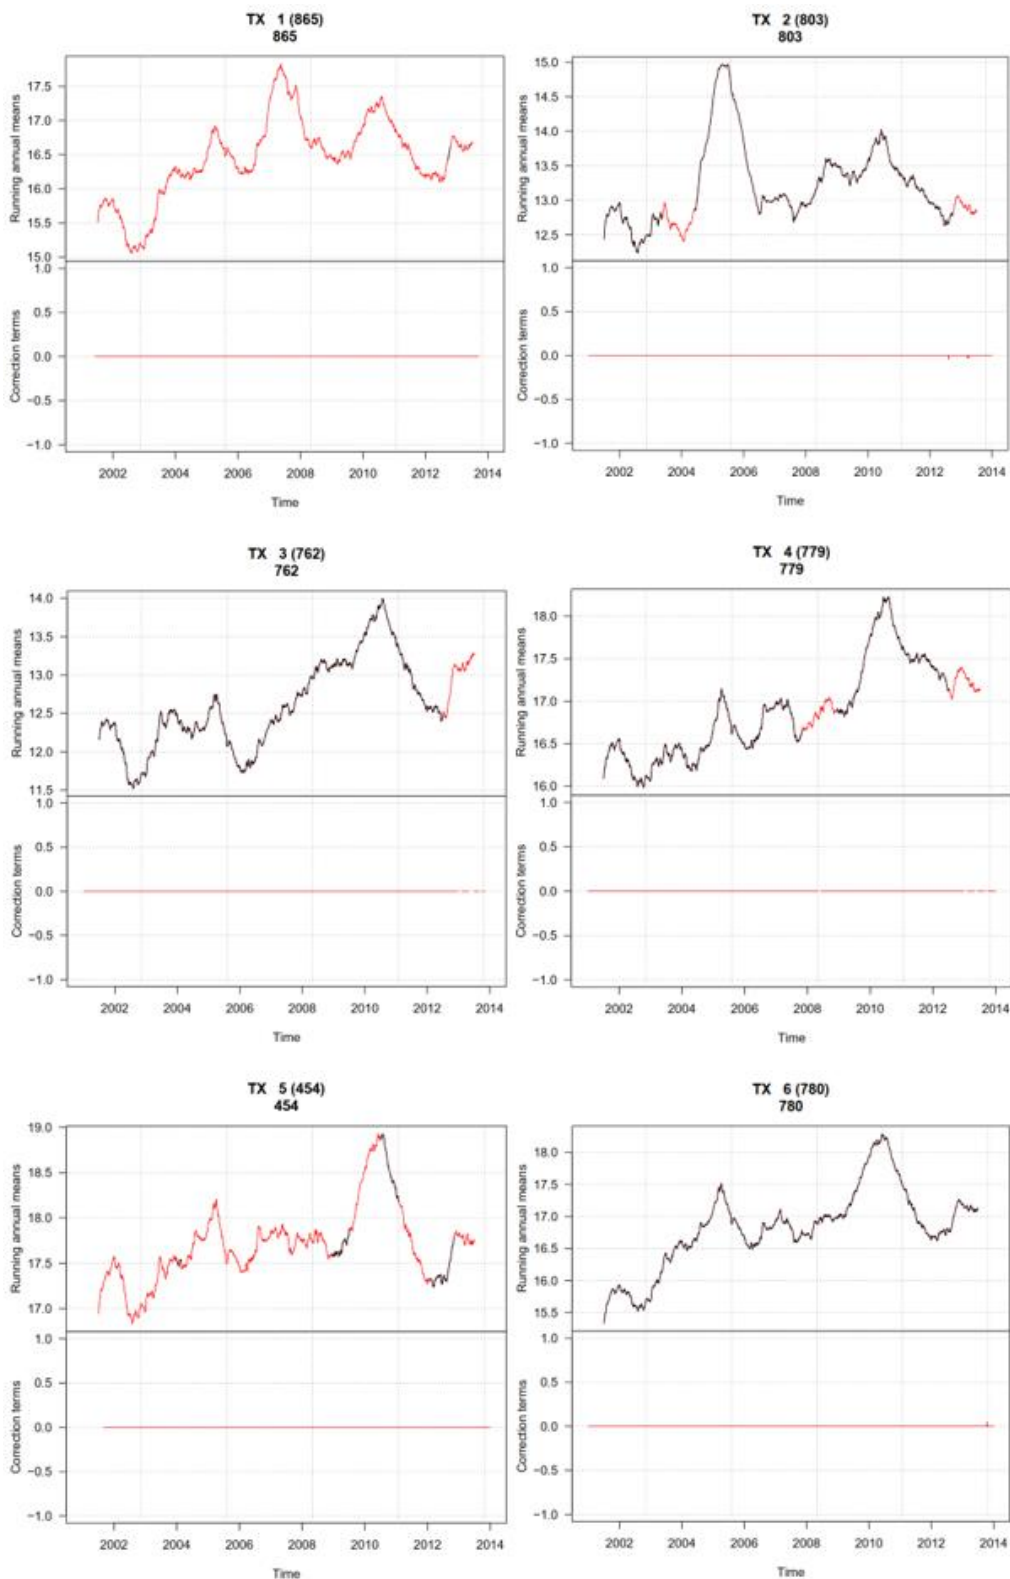 TX 1 (865)
865
Running annual means
17.5
17.0
16.5
16.0
15.5
15.0
Correction terms
1.0
0.5
0.0
−0.5
−1.0
2002 2004 2006 2008 2010 2012 2014
Time
TX 2 (803)
803
Running annual means
15.0
14.5
14.0
13.5
13.0
12.5
Correction terms
1.0
0.5
0.0
−0.5
−1.0
2002 2004 2006 2008 2010 2012 2014
Time
TX 3 (762)
762
Running annual means
14.0
13.5
13.0
12.5
12.0
11.5
Correction terms
1.0
0.5
0.0
−0.5
−1.0
2002 2004 2006 2008 2010 2012 2014
Time
TX 4 (779)
779
Running annual means
18.0
17.5
17.0
16.5
16.0
Correction terms
1.0
0.5
0.0
−0.5
−1.0
2002 2004 2006 2008 2010 2012 2014
Time
TX 5 (454)
454
Running annual means
19.0
18.5
18.0
17.5
17.0
Correction terms
1.0
0.5
0.0
−0.5
−1.0
2002 2004 2006 2008 2010 2012 2014
Time
TX 6 (780)
780
Running annual means
18.0
17.5
17.0
16.5
16.0
15.5
Correction terms
1.0
0.5
0.0
−0.5
−1.0
2002 2004 2006 2008 2010 2012 2014
Time